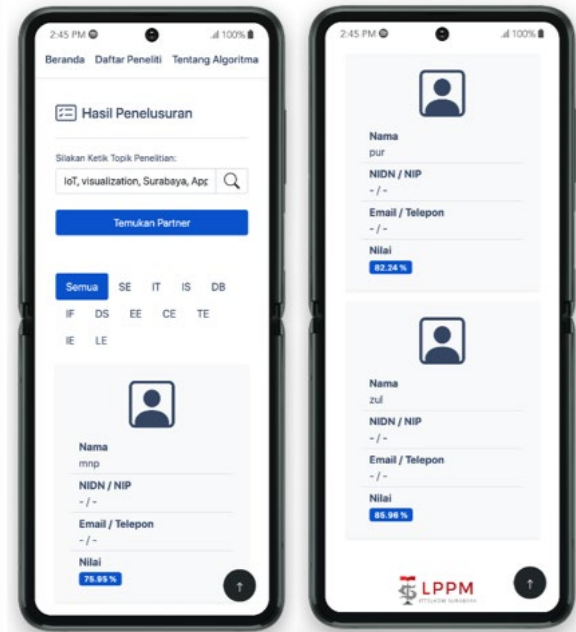 2:45 PM
100%
Beranda Daftar Peneliti Tentang Algoritma
Hasil Penelusuran
Silakan Ketik Topik Penelitian:
IoT, visualization, Surabaya, App
Temukan Partner
Semua SE IT IS DB
IF DS EE CE TE
IE LE
Nama
mnp
NIDN / NIP
- / -
Email / Telepon
- / -
Nilai
75.95 %
2:45 PM
100%
Nama
pur
NIDN / NIP
- / -
Email / Telepon
- / -
Nilai
82.24 %
Nama
zul
NIDN / NIP
- / -
Email / Telepon
- / -
Nilai
85.96 %
LPPM
ITTELKOM SURABAYA